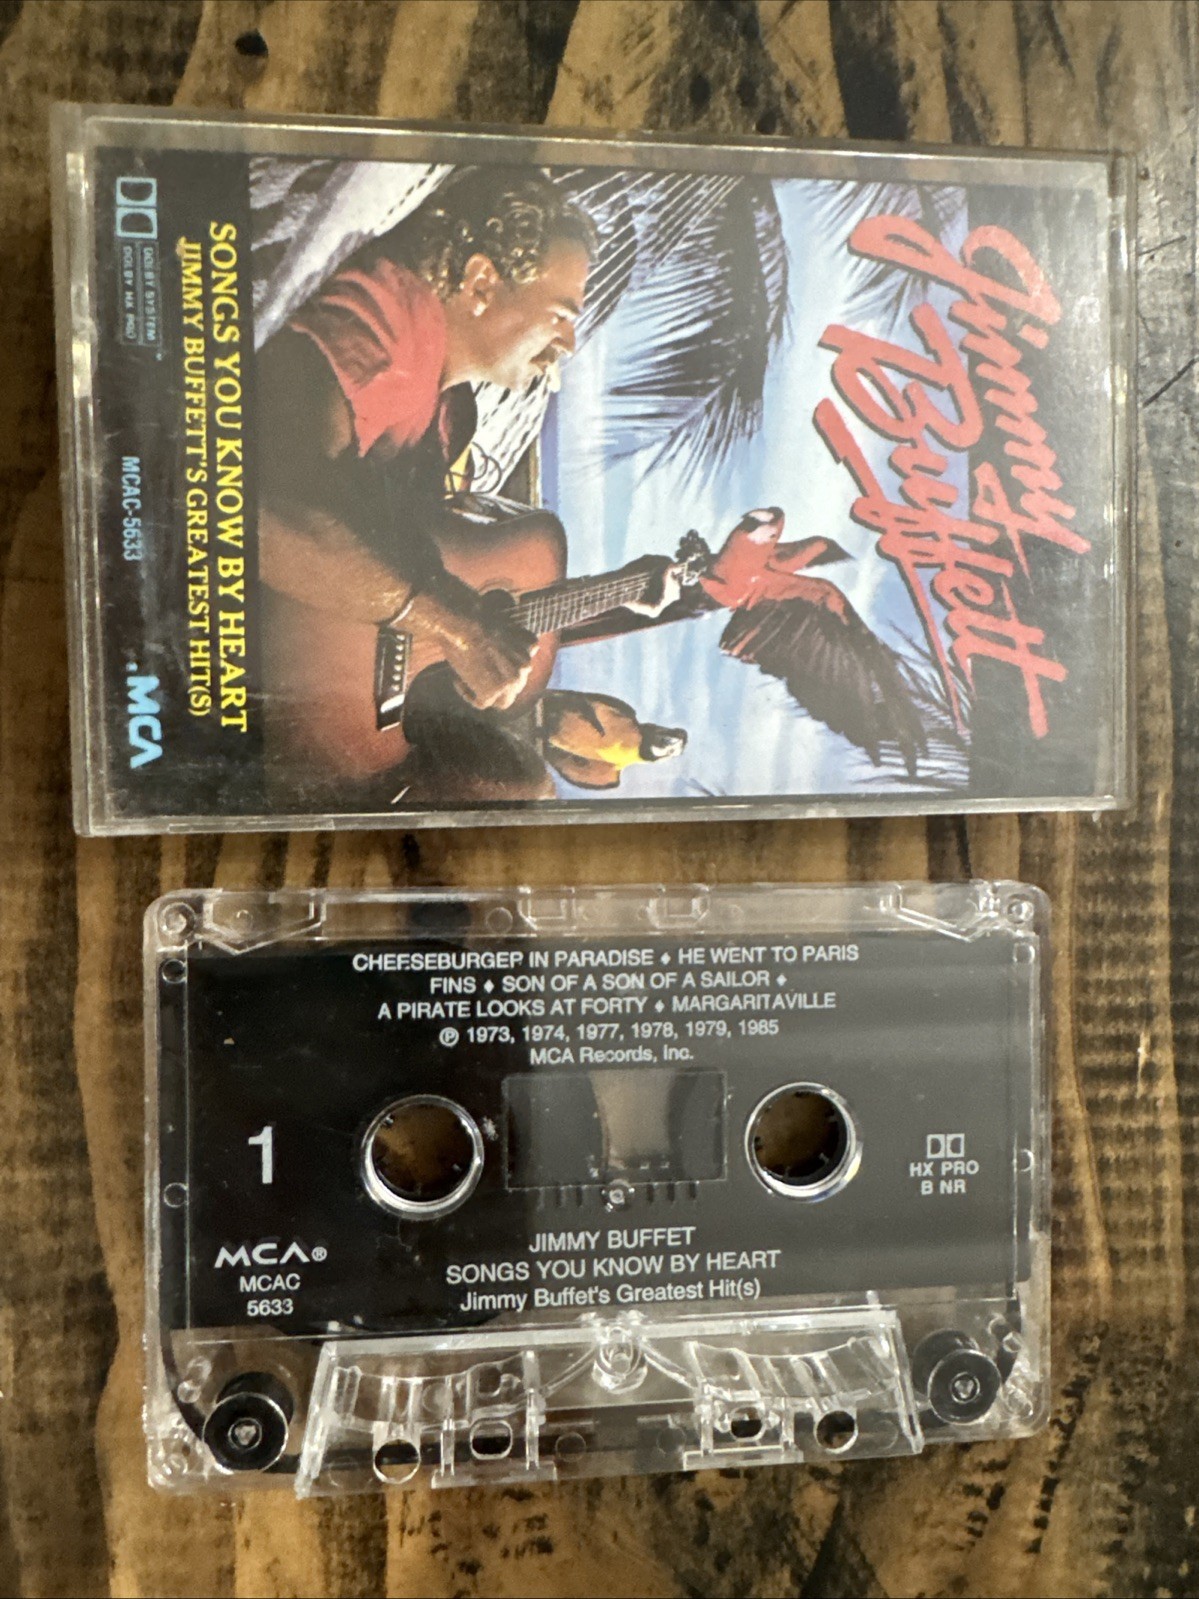 Jimmy
Buffett
SONGS YOU KNOW BY HEART
JIMMY BUFFETT'S GREATEST HIT(S)
DOLBY SYSTEM
DOLBY HX PRO
MCAC-5633
MCA
CHEESEBURGER IN PARADISE ♦ HE WENT TO PARIS
FINS ♦ SON OF A SON OF A SAILOR ♦
A PIRATE LOOKS AT FORTY ♦ MARGARITAVILLE
℗ 1973, 1974, 1977, 1978, 1979, 1985
MCA Records, Inc.
1
HX PRO
B NR
MCA®
MCAC
5633
JIMMY BUFFET
SONGS YOU KNOW BY HEART
Jimmy Buffet's Greatest Hit(s)